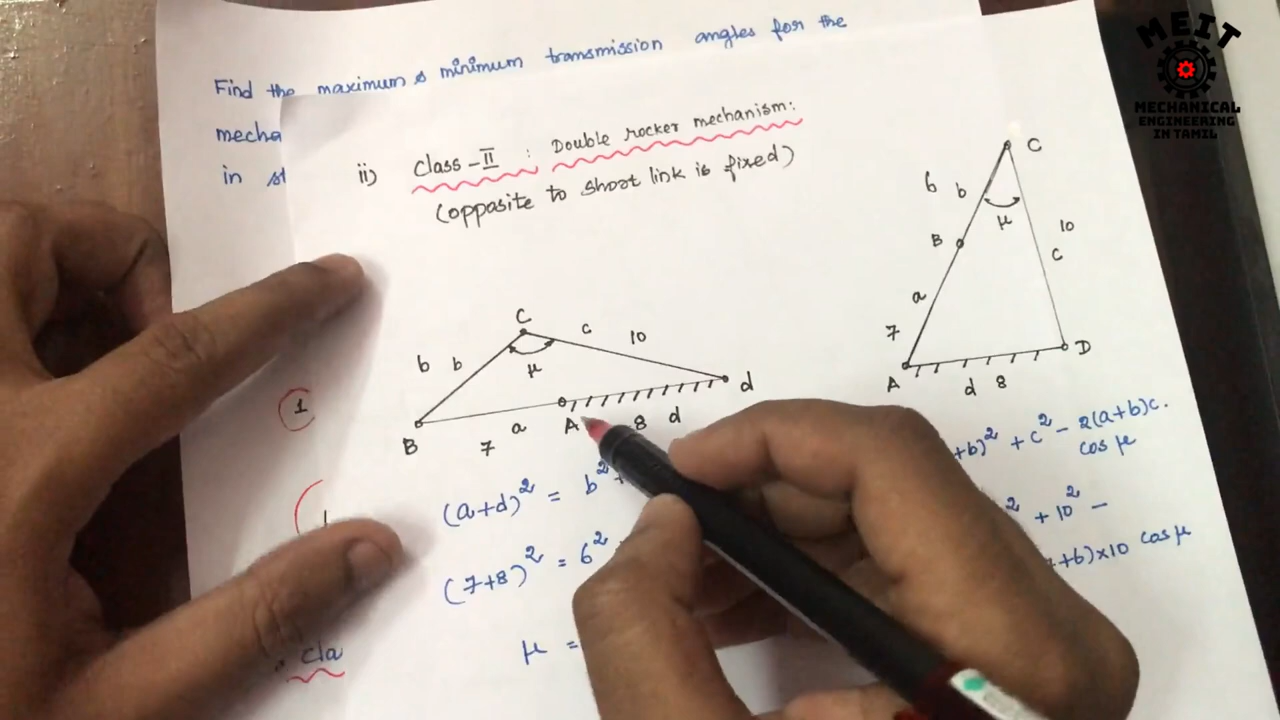 Find the maximum & minimum transmission angles for the
mecha
in st
ii) Class-II : Double rocker mechanism:
(opposite to short link is fixed)
C
6 b
B
μ
10
c
a
7
A
D
d 8
C
c
10
6 b
μ
d
B
7 a
A
8 d
1
(a+d)² = b²
+b)² + c² - 2(a+b)c.
cos μ
(7+8)² = 6²
² + 10² -
7+6)×10 cos μ
μ =
cla
MEIT
MECHANICAL
ENGINEERING
IN TAMIL